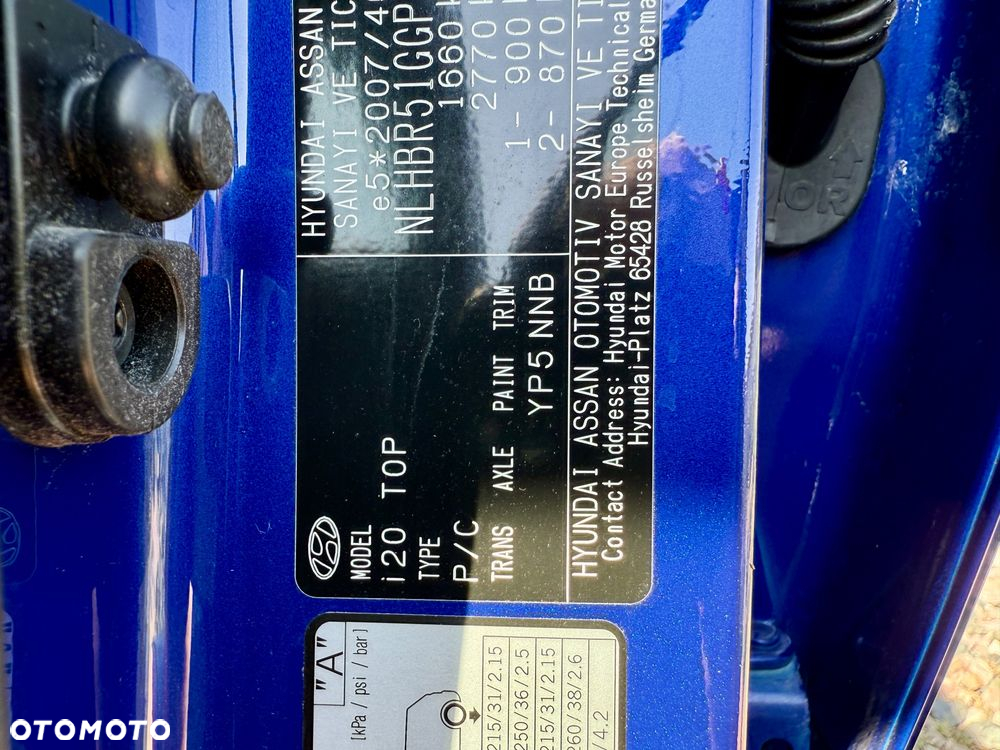 HYUNDAI ASSAN
SANAYI VE TIC
e5*2007/4
NLHBR51GGP
1660
2770
1- 900
2- 870
MODEL
i20 TOP
TYPE
P/C
TRANS AXLE PAINT TRIM
YP5 NNB
HYUNDAI ASSAN OTOMOTIV SANAYI VE TI
Contact Address: Hyundai Motor Europe Technical
Hyundai-Platz 65428 Russelsheim Germa
"A"
[kPa / psi / bar]
215/31/2.15
250/36/2.5
215/31/2.15
260/38/2.6
/4.2
OTOMOTO